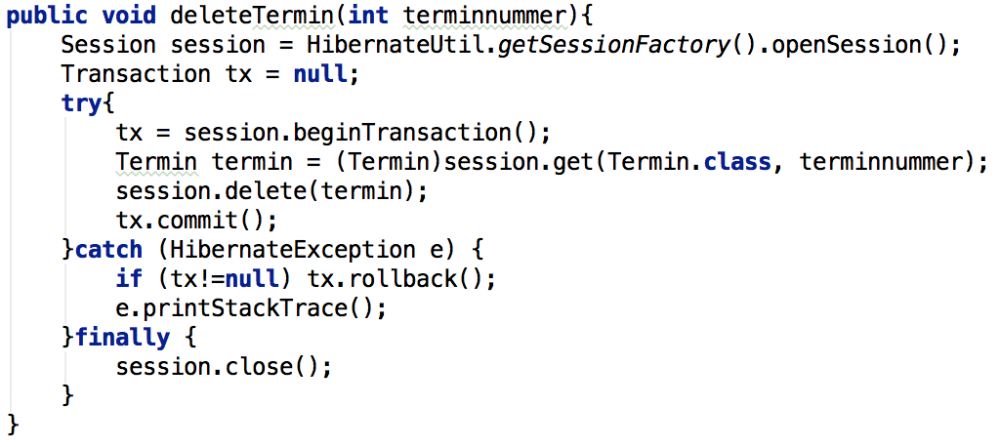 public void deleteTermin(int terminnummer){
    Session session = HibernateUtil.getSessionFactory().openSession();
    Transaction tx = null;
    try{
        tx = session.beginTransaction();
        Termin termin = (Termin)session.get(Termin.class, terminnummer);
        session.delete(termin);
        tx.commit();
    }catch (HibernateException e) {
        if (tx!=null) tx.rollback();
        e.printStackTrace();
    }finally {
        session.close();
    }
}